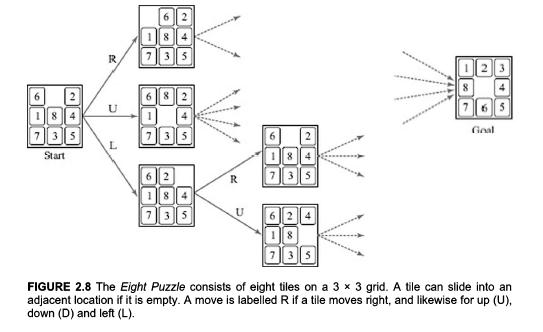 6 2
1 8 4
7 3 5
R
6 2
1 8 4
7 3 5
Start
U
6 8 2
1 4
7 3 5
L
6 2
1 8 4
7 3 5
R
6 2
1 8 4
7 3 5
U
6 2 4
1 8
7 3 5
1 2 3
8 4
7 6 5
Goal
FIGURE 2.8 The Eight Puzzle consists of eight tiles on a 3 × 3 grid. A tile can slide into an
adjacent location if it is empty. A move is labelled R if a tile moves right, and likewise for up (U),
down (D) and left (L).